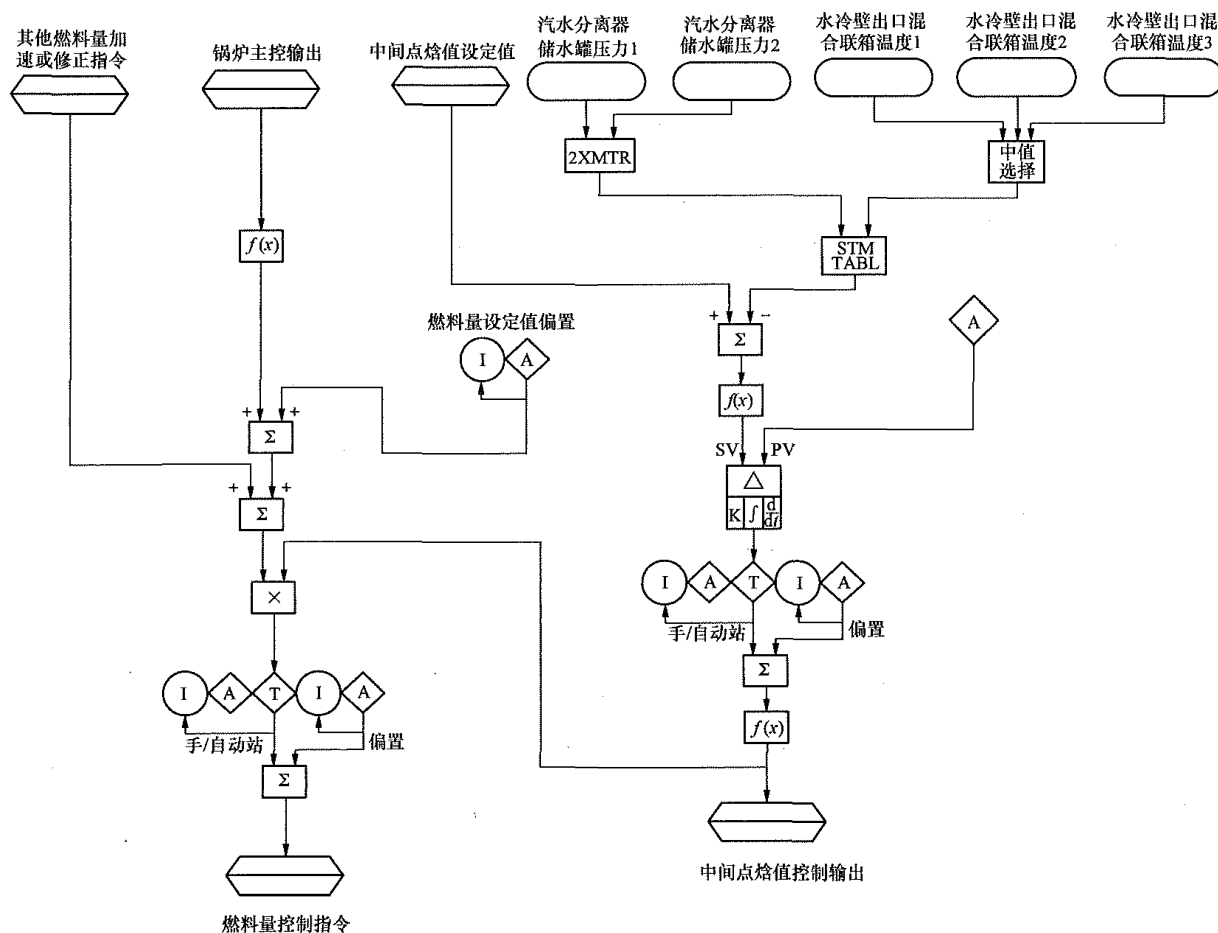 其他燃料量加
速或修正指令
锅炉主控输出
中间点焓值设定值
汽水分离器
储水罐压力1
汽水分离器
储水罐压力2
水冷壁出口混
合联箱温度1
水冷壁出口混
合联箱温度2
水冷壁出口混
合联箱温度3
2XMTR
中值
选择
f(x)
STM
TABL
燃料量设定值偏置
I
A
+
−
Σ
A
f(x)
+
+
Σ
SV
PV
△
K
∫
d
dt
+
+
Σ
×
I
A
T
I
A
手/自动站
偏置
Σ
f(x)
I
A
T
I
A
手/自动站
偏置
Σ
中间点焓值控制输出
燃料量控制指令